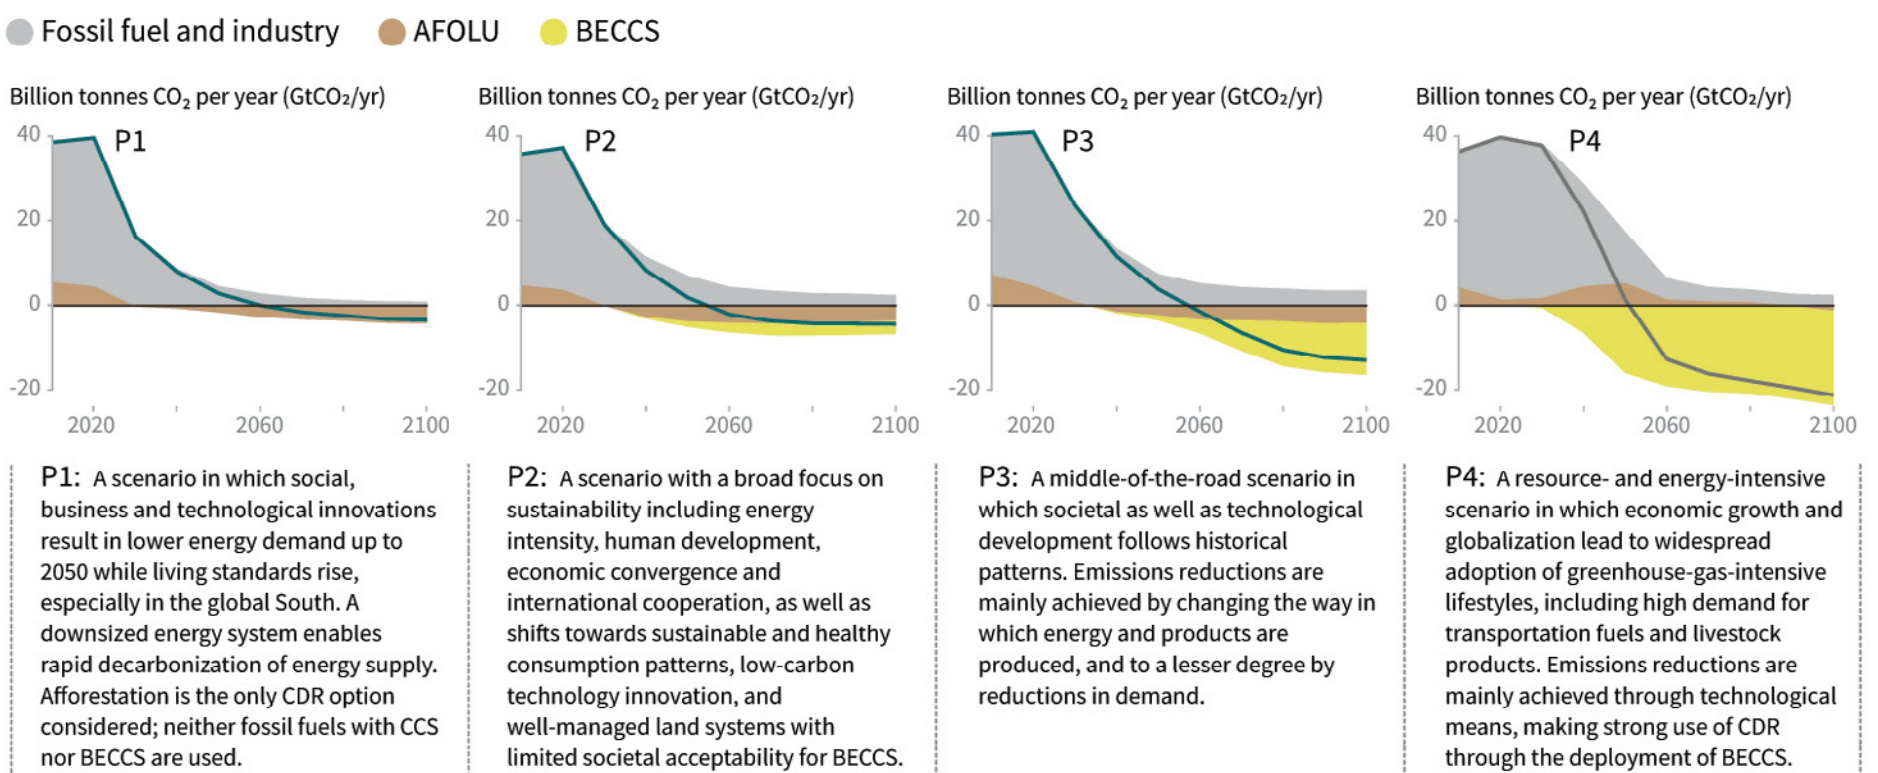 Fossil fuel and industry AFOLU BECCS
Billion tonnes CO₂ per year (GtCO₂/yr)
40
20
0
-20
P1
2020 2060 2100
Billion tonnes CO₂ per year (GtCO₂/yr)
40
20
0
-20
P2
2020 2060 2100
Billion tonnes CO₂ per year (GtCO₂/yr)
40
20
0
-20
P3
2020 2060 2100
Billion tonnes CO₂ per year (GtCO₂/yr)
40
20
0
-20
P4
2020 2060 2100
P1: A scenario in which social,
business and technological innovations
result in lower energy demand up to
2050 while living standards rise,
especially in the global South. A
downsized energy system enables
rapid decarbonization of energy supply.
Afforestation is the only CDR option
considered; neither fossil fuels with CCS
nor BECCS are used.
P2: A scenario with a broad focus on
sustainability including energy
intensity, human development,
economic convergence and
international cooperation, as well as
shifts towards sustainable and healthy
consumption patterns, low-carbon
technology innovation, and
well-managed land systems with
limited societal acceptability for BECCS.
P3: A middle-of-the-road scenario in
which societal as well as technological
development follows historical
patterns. Emissions reductions are
mainly achieved by changing the way in
which energy and products are
produced, and to a lesser degree by
reductions in demand.
P4: A resource- and energy-intensive
scenario in which economic growth and
globalization lead to widespread
adoption of greenhouse-gas-intensive
lifestyles, including high demand for
transportation fuels and livestock
products. Emissions reductions are
mainly achieved through technological
means, making strong use of CDR
through the deployment of BECCS.